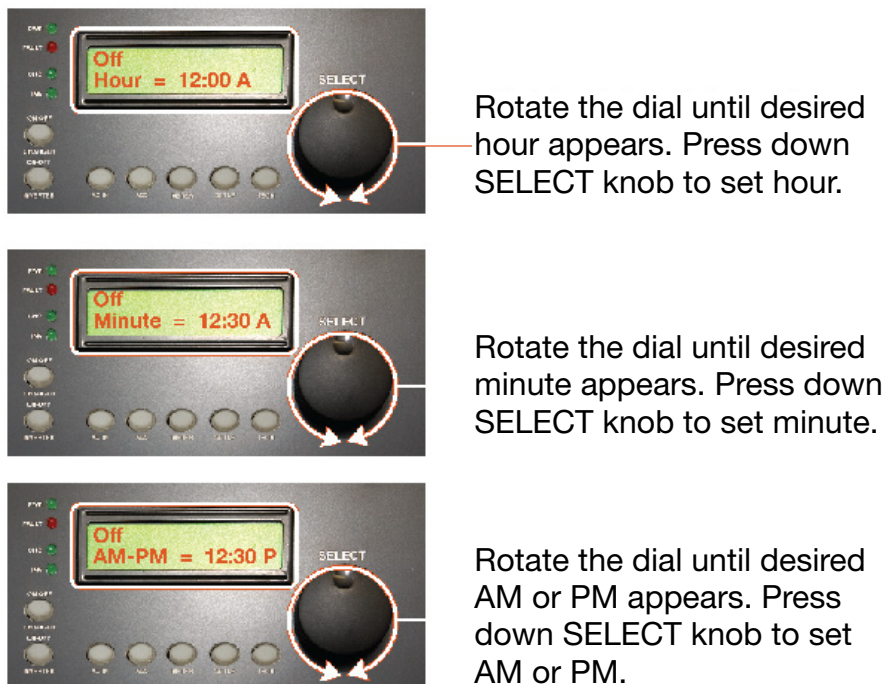 Off
Hour = 12:00 A
SELECT
Rotate the dial until desired
hour appears. Press down
SELECT knob to set hour.
Off
Minute = 12:30 A
SELECT
Rotate the dial until desired
minute appears. Press down
SELECT knob to set minute.
Off
AM-PM = 12:30 P
SELECT
Rotate the dial until desired
AM or PM appears. Press
down SELECT knob to set
AM or PM.